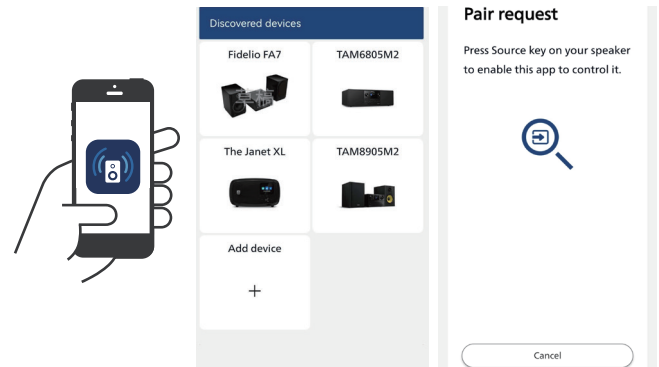 Discovered devices
Fidelio FA7
TAM6805M2
The Janet XL
TAM8905M2
Add device
Pair request
Press Source key on your speaker
to enable this app to control it.
Cancel